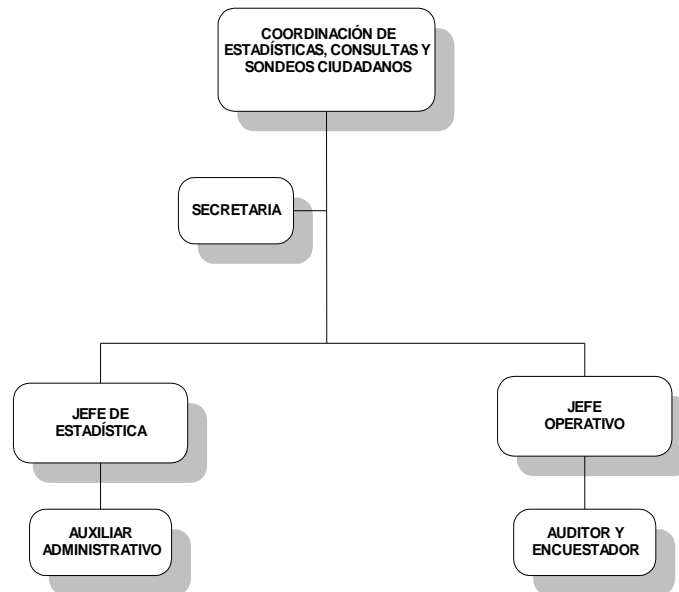 COORDINACIÓN DE
ESTADÍSTICAS, CONSULTAS Y
SONDEOS CIUDADANOS
SECRETARIA
JEFE DE
ESTADÍSTICA
JEFE
OPERATIVO
AUXILIAR
ADMINISTRATIVO
AUDITOR Y
ENCUESTADOR